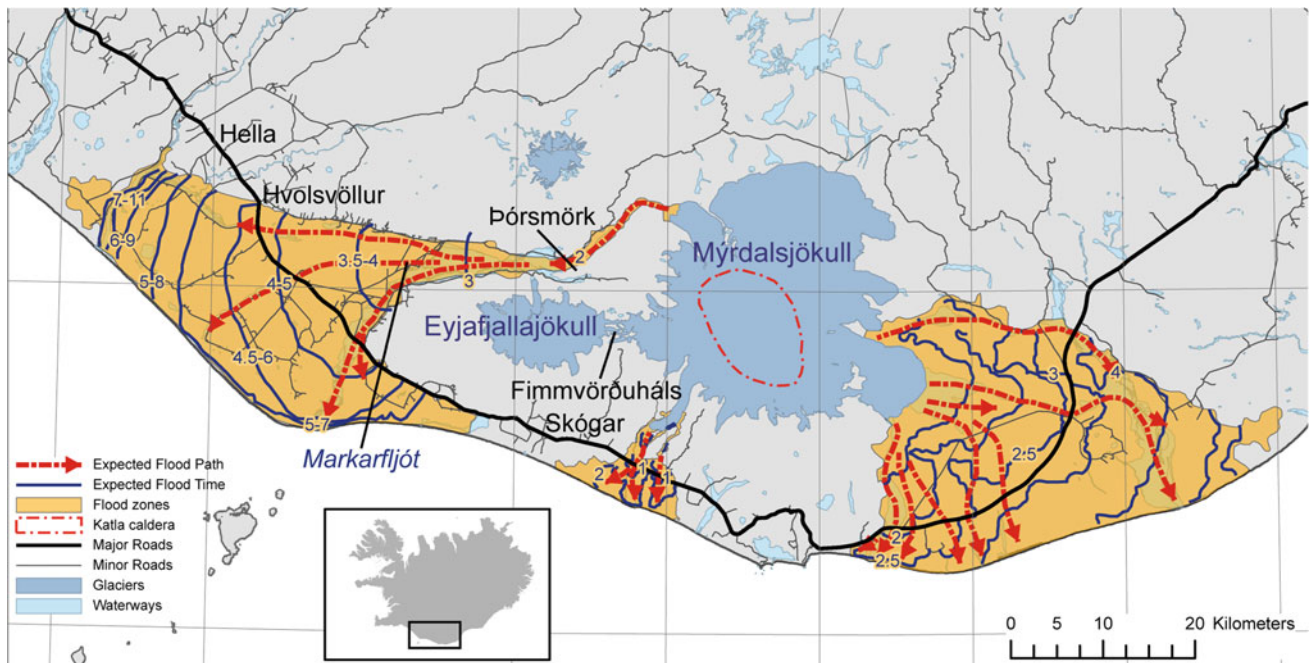 Hella
Hvolsvöllur
7-11
6-9
5-8
4-5
3.5-4
3
4.5-6
5-7
Þórsmörk
2
Mýrdalsjökull
Eyjafjallajökull
Fimmvörðuháls
Skógar
Markarfljót
2
1
1
3
4
7
2.5
2
2.5
Expected Flood Path
Expected Flood Time
Flood zones
Katla caldera
Major Roads
Minor Roads
Glaciers
Waterways
0 5 10 20 Kilometers